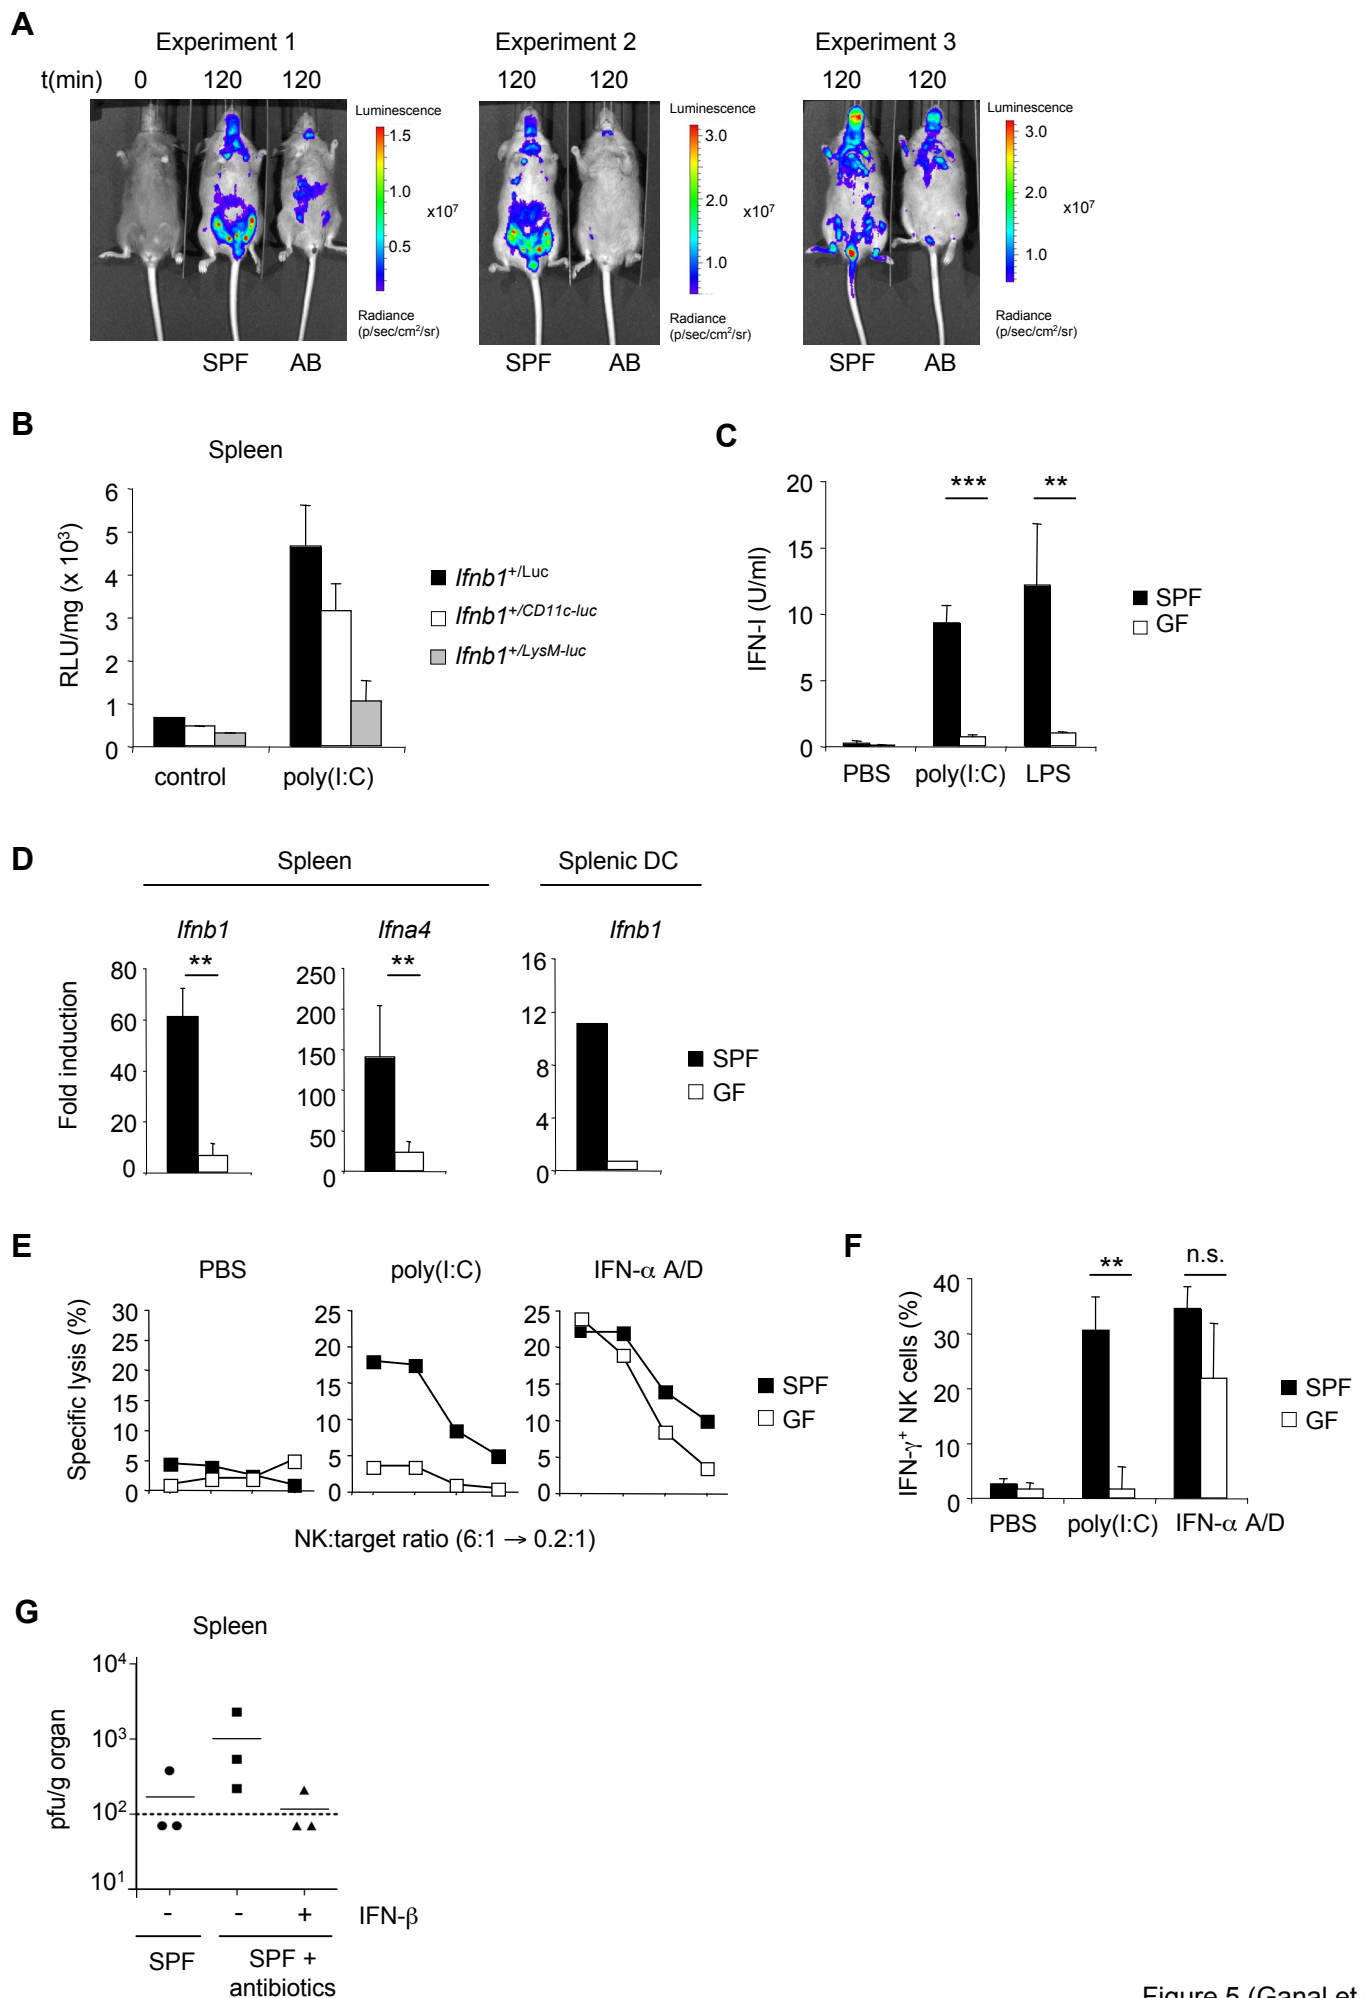 A
Experiment 1
Experiment 2
Experiment 3
t(min) 0 120 120
120 120
120 120
Luminescence
1.5
1.0
0.5
x10⁷
Radiance
(p/sec/cm²/sr)
SPF AB
Luminescence
3.0
2.0
1.0
x10⁷
Radiance
(p/sec/cm²/sr)
SPF AB
Luminescence
3.0
2.0
1.0
x10⁷
Radiance
(p/sec/cm²/sr)
SPF AB
B
Spleen
RLU/mg (x 10³)
6
5
4
3
2
1
0
control poly(I:C)
Ifnb1+/Luc
Ifnb1+/CD11c-luc
Ifnb1+/LysM-luc
C
IFN-I (U/ml)
20
15
10
5
0
*** **
PBS poly(I:C) LPS
SPF
GF
D
Spleen
Splenic DC
Ifnb1
Ifna4
Ifnb1
Fold induction
**
80
60
40
20
0
**
250
200
150
100
50
0
16
12
8
4
0
SPF
GF
E
PBS
poly(I:C)
IFN-α A/D
Specific lysis (%)
30
25
20
15
10
5
0
25
20
15
10
5
0
25
20
15
10
5
0
SPF
GF
NK:target ratio (6:1 → 0.2:1)
F
IFN-γ⁺ NK cells (%)
40
30
20
10
0
** n.s.
PBS poly(I:C) IFN-α A/D
SPF
GF
G
Spleen
pfu/g organ
10⁴
10³
10²
10¹
- - + IFN-β
SPF
SPF +
antibiotics
Figure 5 (Ganal et